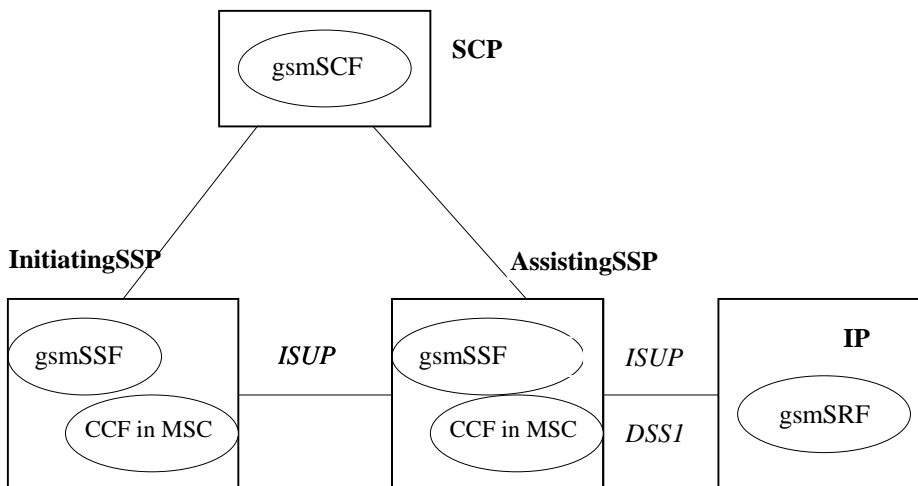 SCP
gsmSCF
InitiatingSSP
AssistingSSP
gsmSSF
ISUP
gsmSSF
ISUP
IP
CCF in MSC
CCF in MSC
DSS1
gsmSRF